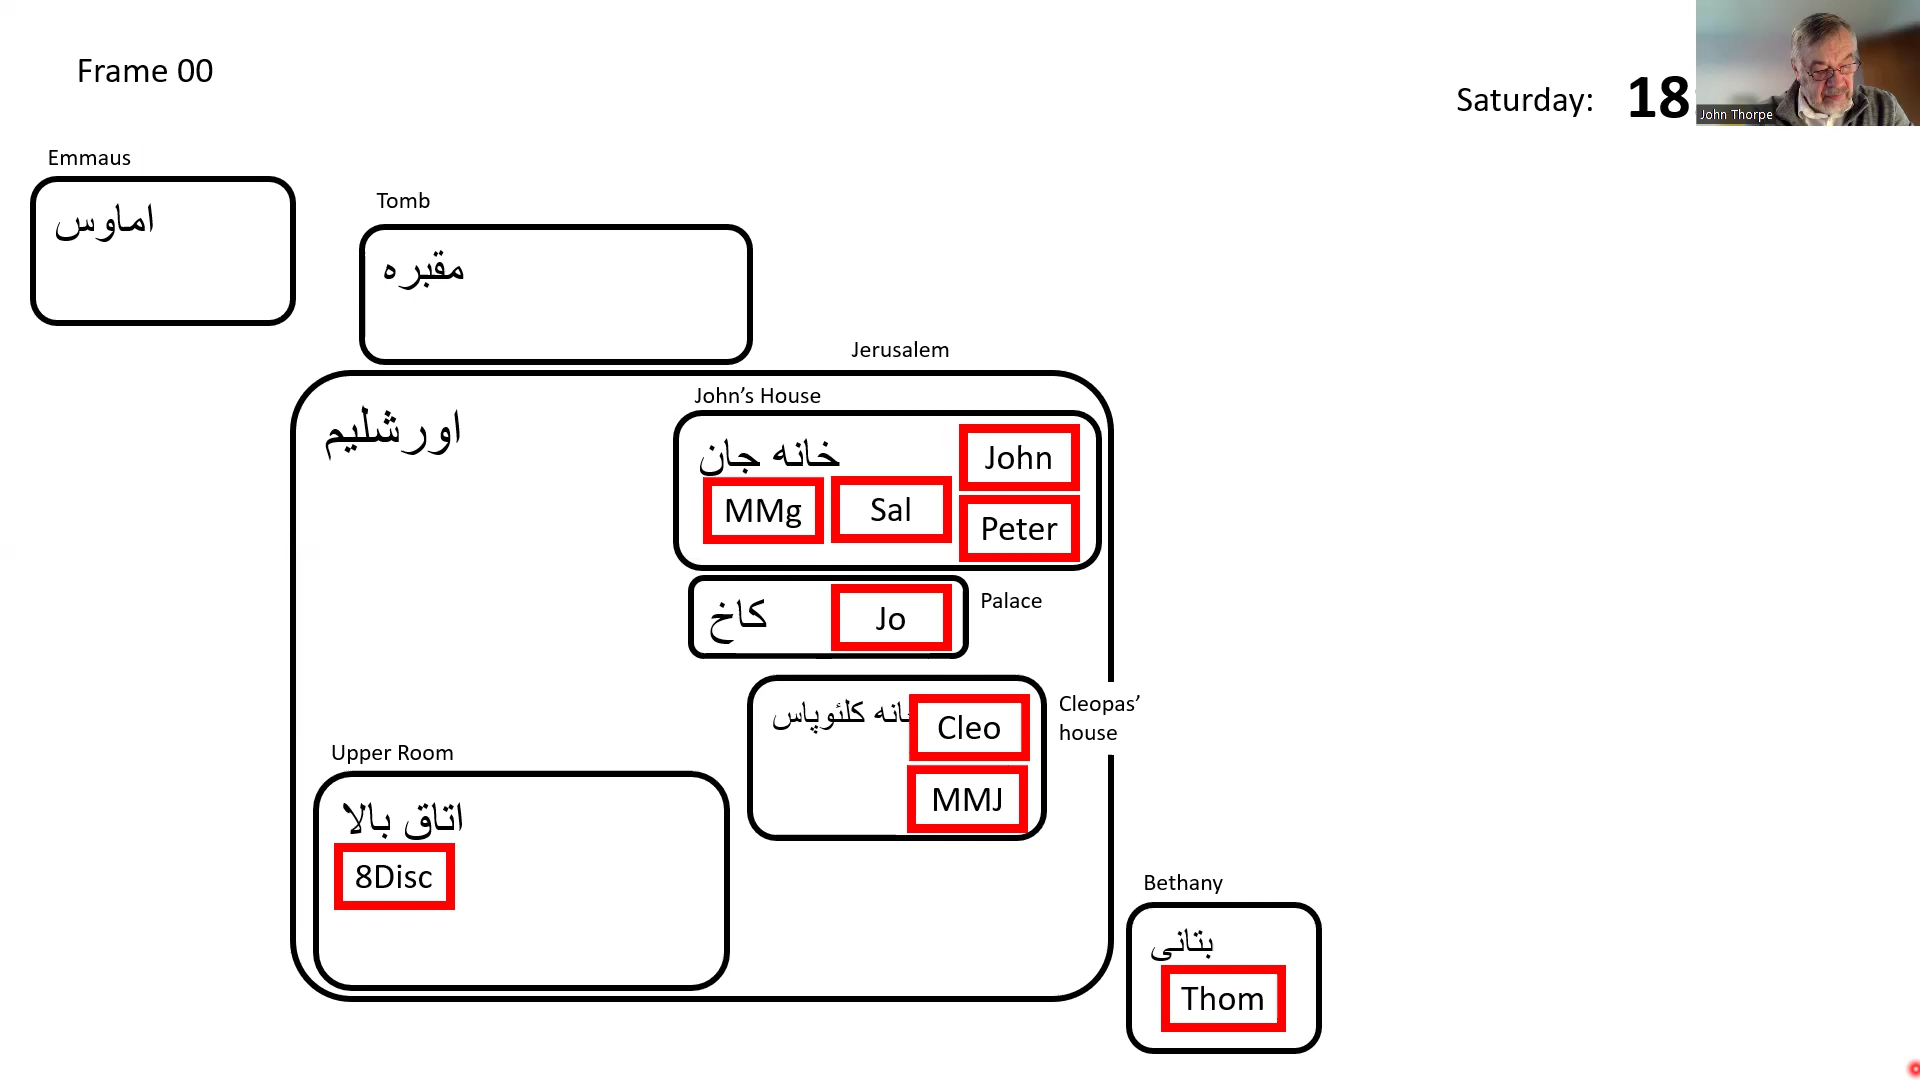 Frame 00
Saturday: 18
John Thorpe
Emmaus
اماوس
Tomb
مقبره
Jerusalem
اورشلیم
John's House
خانه جان
John
MMg
Sal
Peter
کاخ
Jo
Palace
کلئوپاس
Cleo
MMJ
Cleopas'
house
Upper Room
اتاق بالا
8Disc
Bethany
بتانی
Thom